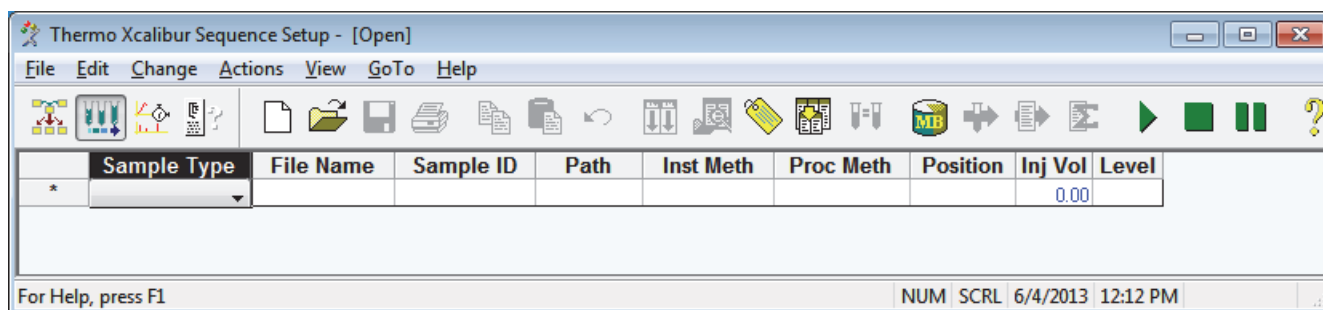 Thermo Xcalibur Sequence Setup - [Open]
File Edit Change Actions View GoTo Help
MB
Sample Type File Name Sample ID Path Inst Meth Proc Meth Position Inj Vol Level
* 0.00
For Help, press F1 NUM SCRL 6/4/2013 12:12 PM